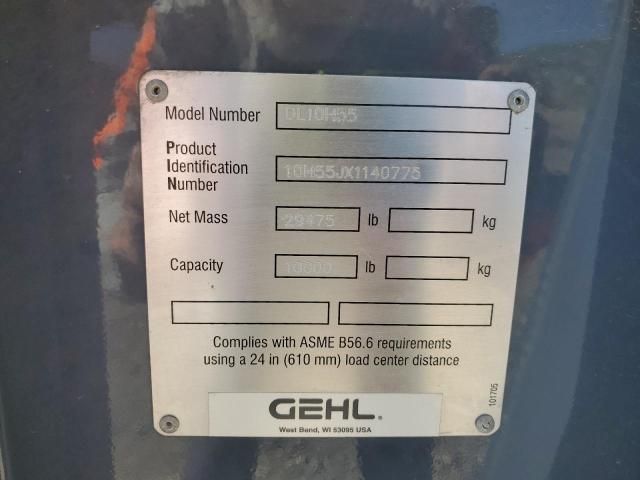 Model Number DL10H55
Product
Identification 10H55JX1140775
Number
Net Mass 29475 lb kg
Capacity 10000 lb kg
Complies with ASME B56.6 requirements
using a 24 in (610 mm) load center distance
101705
GEHL®
West Bend, WI 53095 USA